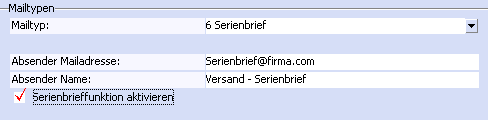 Mailtypen
Mailtyp: 6 Serienbrief
Absender Mailadresse: Serienbrief@firma.com
Absender Name: Versand - Serienbrief
Serienbrieffunktion aktivieren